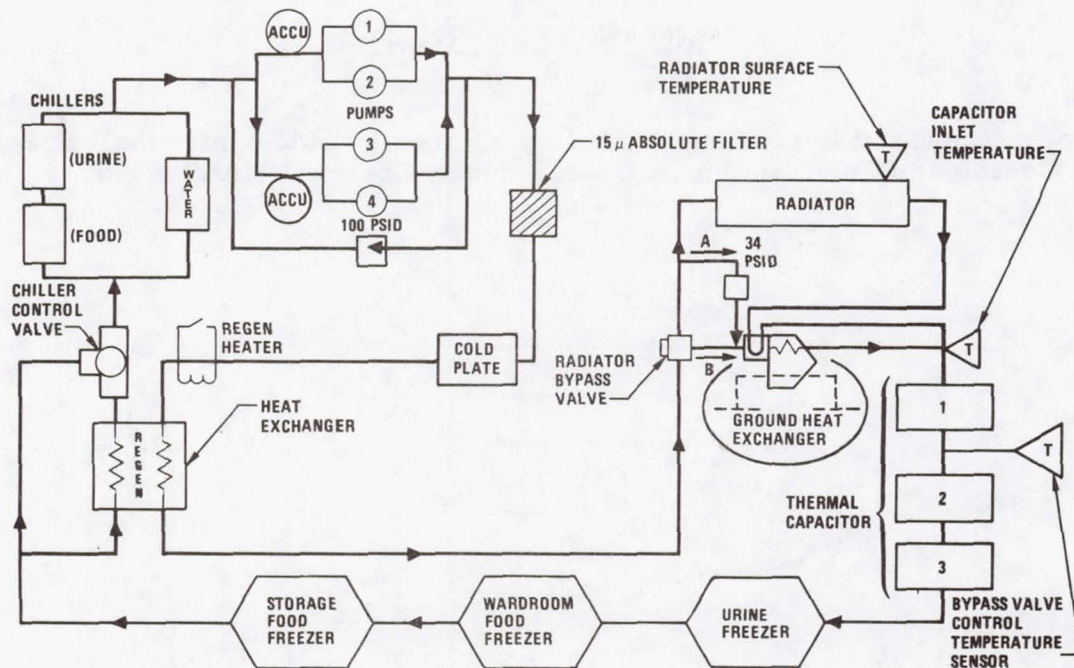 ACCU
1
2
PUMPS
3
4
ACCU
100 PSID
CHILLERS
(URINE)
(FOOD)
WATER
CHILLER
CONTROL
VALVE
REGEN
HEATER
HEAT
EXCHANGER
REGEN
15 μ ABSOLUTE FILTER
COLD
PLATE
RADIATOR SURFACE
TEMPERATURE
T
RADIATOR
CAPACITOR
INLET
TEMPERATURE
A
34
PSID
RADIATOR
BYPASS
VALVE
B
GROUND HEAT
EXCHANGER
T
1
T
THERMAL
CAPACITOR
2
3
BYPASS VALVE
CONTROL
TEMPERATURE
SENSOR
STORAGE
FOOD
FREEZER
WARDROOM
FOOD
FREEZER
URINE
FREEZER